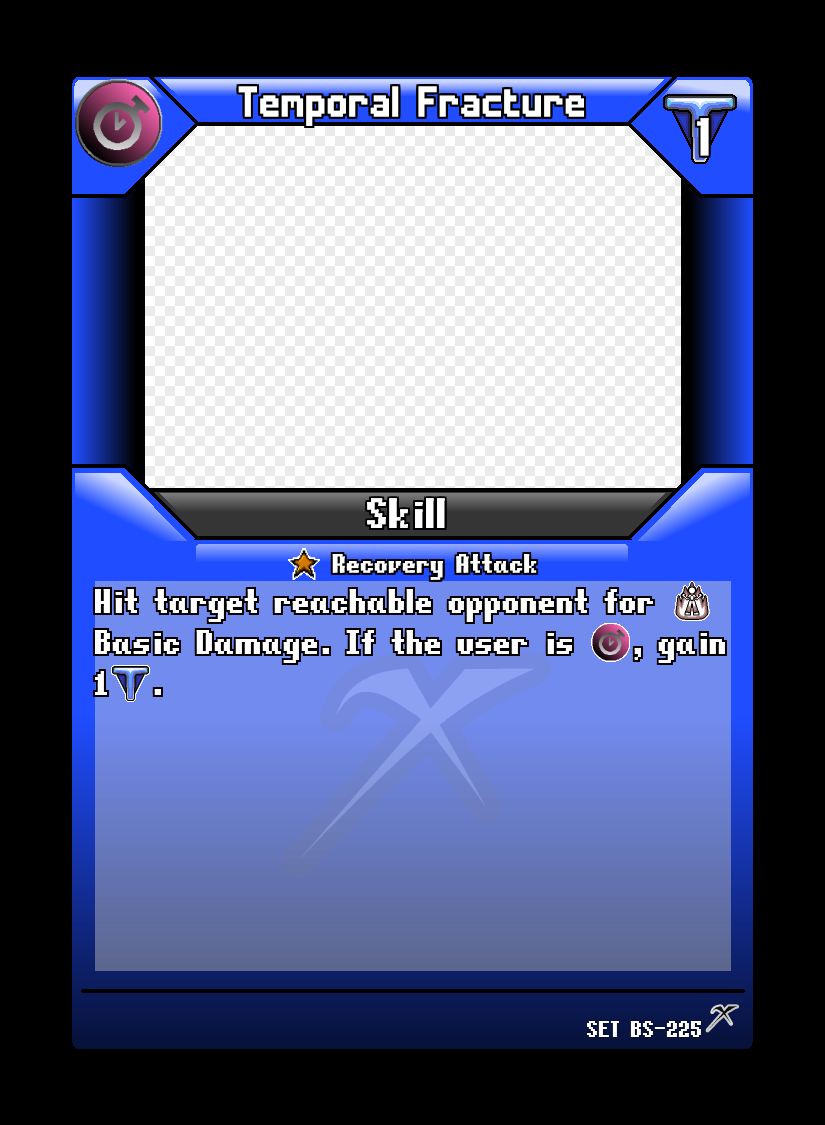 Temporal Fracture
1
Skill
Recovery Attack
Hit target reachable opponent for
Basic Damage. If the user is , gain
1 .
SET BS-225